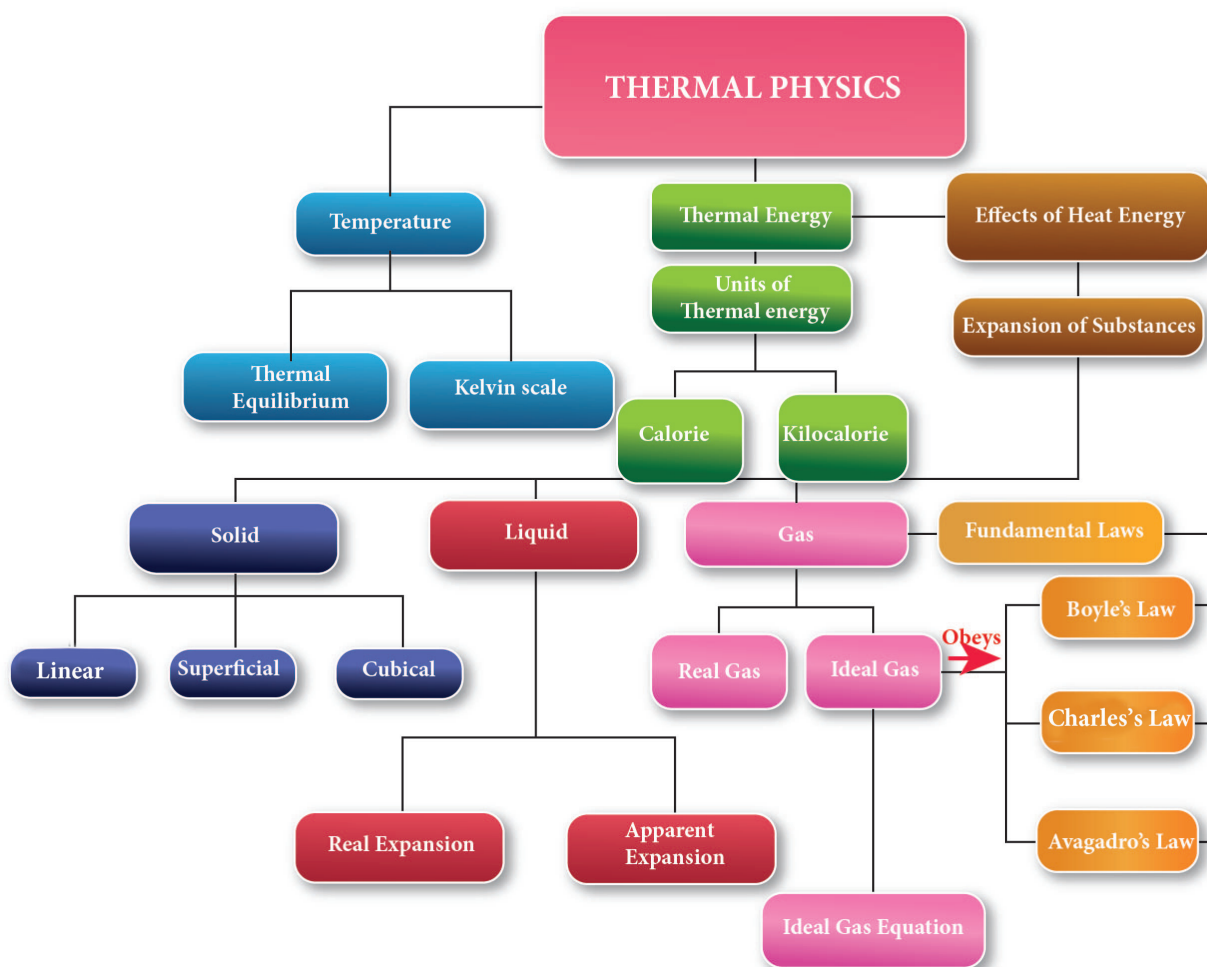 THERMAL PHYSICS
Temperature
Thermal Energy
Effects of Heat Energy
Units of
Thermal energy
Expansion of Substances
Thermal
Equilibrium
Kelvin scale
Calorie
Kilocalorie
Solid
Liquid
Gas
Fundamental Laws
Linear
Superficial
Cubical
Real Gas
Ideal Gas
Obeys
Boyle's Law
Charles's Law
Avagadro's Law
Real Expansion
Apparent
Expansion
Ideal Gas Equation